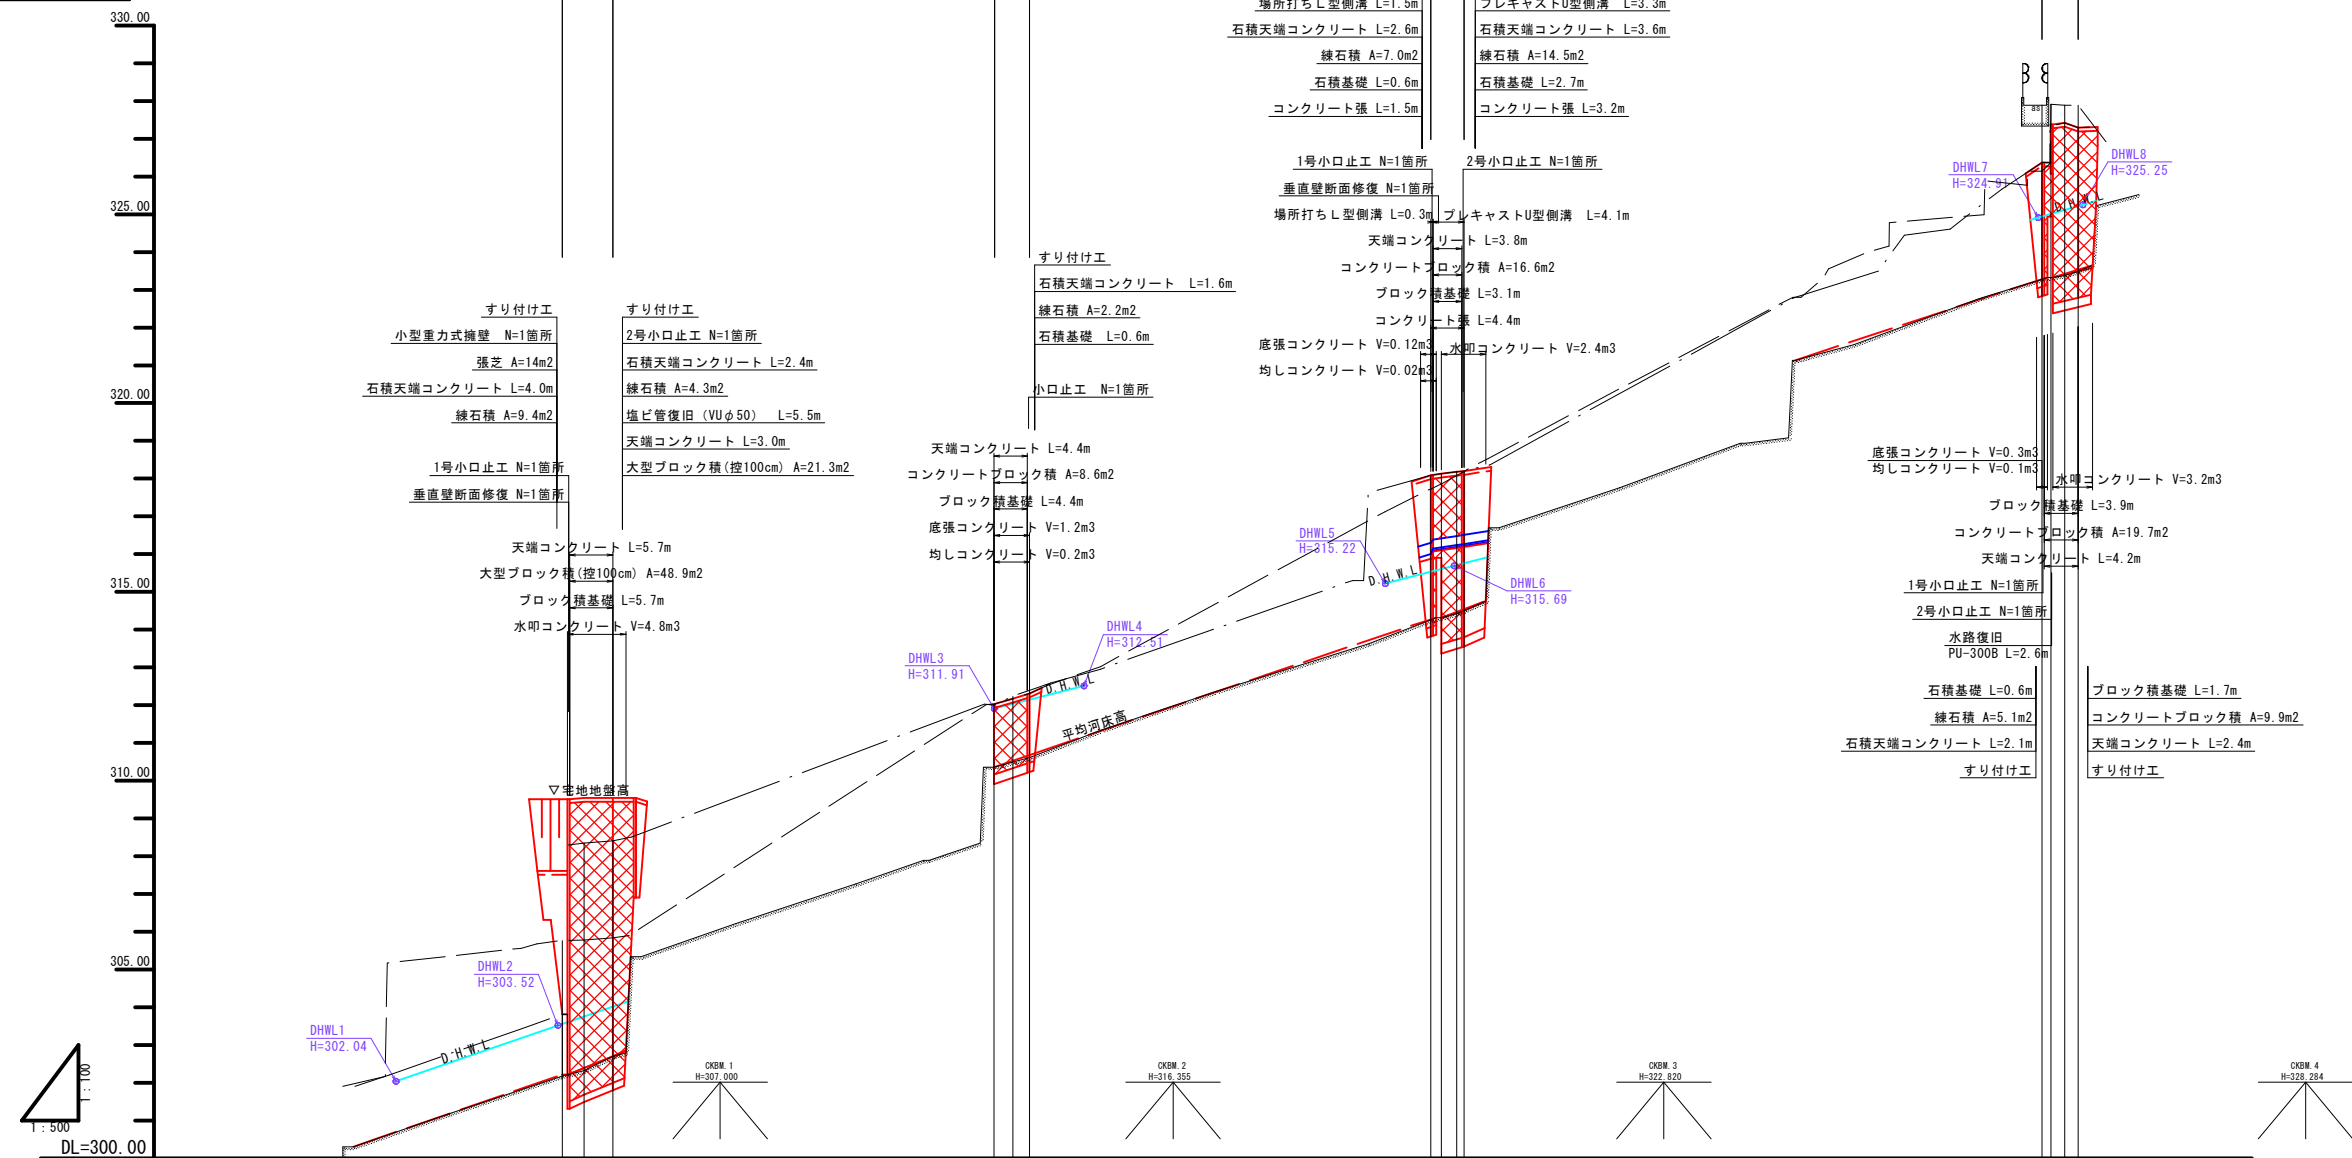 330.00
325.00
320.00
315.00
310.00
305.00
DL=300.00
1:100
1:500
場所打ちL型側溝 L=1.5m
石積天端コンクリート L=2.6m
練石積 A=7.0m2
石積基礎 L=0.6m
コンクリート張 L=1.5m
プレキャストU型側溝 L=3.3m
石積天端コンクリート L=3.6m
練石積 A=14.5m2
石積基礎 L=2.7m
コンクリート張 L=3.2m
1号小口止工 N=1箇所
2号小口止工 N=1箇所
垂直壁断面修復 N=1箇所
場所打ちL型側溝 L=0.3m
プレキャストU型側溝 L=4.1m
天端コンクリート L=3.8m
コンクリートブロック積 A=16.6m2
ブロック積基礎 L=3.1m
コンクリート張 L=4.4m
底張コンクリート V=0.12m3
水叩コンクリート V=2.4m3
均しコンクリート V=0.02m3
すり付け工
小型重力式擁壁 N=1箇所
張芝 A=14m2
石積天端コンクリート L=4.0m
練石積 A=9.4m2
1号小口止工 N=1箇所
垂直壁断面修復 N=1箇所
すり付け工
2号小口止工 N=1箇所
石積天端コンクリート L=2.4m
練石積 A=4.3m2
塩ビ管復旧(VUφ50) L=5.5m
天端コンクリート L=3.0m
大型ブロック積(控100cm) A=21.3m2
天端コンクリート L=5.7m
大型ブロック積(控100cm) A=48.9m2
ブロック積基礎 L=5.7m
水叩コンクリート V=4.8m3
▽宅地地盤高
すり付け工
石積天端コンクリート L=1.6m
練石積 A=2.2m2
石積基礎 L=0.6m
小口止工 N=1箇所
天端コンクリート L=4.4m
コンクリートブロック積 A=8.6m2
ブロック積基礎 L=4.4m
底張コンクリート V=1.2m3
均しコンクリート V=0.2m3
DHWL1
H=302.04
DHWL2
H=303.52
D.H.W.L
DHWL3
H=311.91
DHWL4
H=312.51
D.H.W.L
平均河床高
DHWL5
H=315.22
D.H.W.L
DHWL6
H=315.69
DHWL7
H=324.91
DHWL8
H=325.25
D.H.W.L
as
底張コンクリート V=0.3m3
均しコンクリート V=0.1m3
水叩コンクリート V=3.2m3
ブロック積基礎 L=3.9m
コンクリートブロック積 A=19.7m2
天端コンクリート L=4.2m
1号小口止工 N=1箇所
2号小口止工 N=1箇所
水路復旧
PU-300B L=2.6m
石積基礎 L=0.6m
練石積 A=5.1m2
石積天端コンクリート L=2.1m
すり付け工
ブロック積基礎 L=1.7m
コンクリートブロック積 A=9.9m2
天端コンクリート L=2.4m
すり付け工
CKBM.1
H=307.000
CKBM.2
H=316.355
CKBM.3
H=322.820
CKBM.4
H=328.284